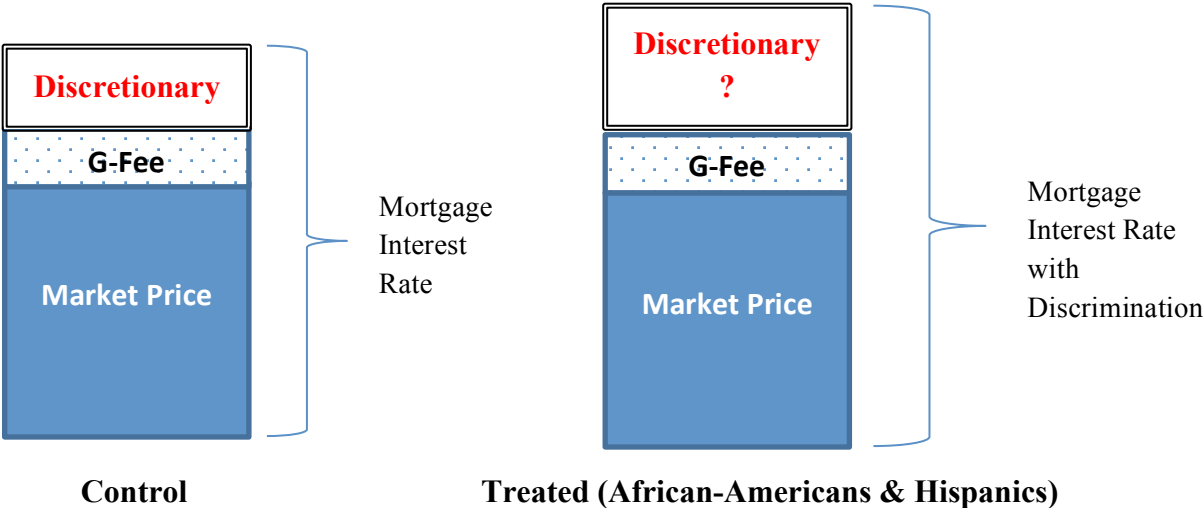 Discretionary
G-Fee
Market Price
Mortgage
Interest
Rate
Control
Discretionary
?
G-Fee
Market Price
Mortgage
Interest Rate
with
Discrimination
Treated (African-Americans & Hispanics)